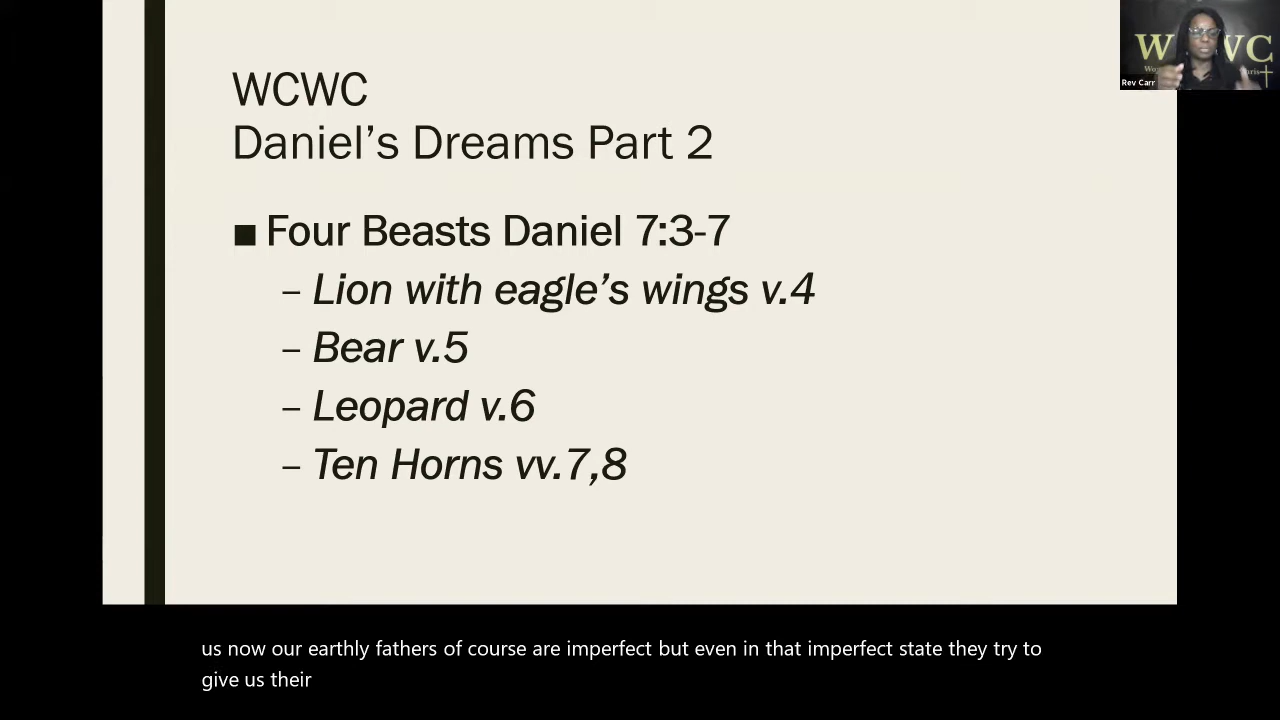 WCWC
Daniel’s Dreams Part 2
■ Four Beasts Daniel 7:3-7
– Lion with eagle’s wings v.4
– Bear v.5
– Leopard v.6
– Ten Horns vv.7,8
Rev Carr
us now our earthly fathers of course are imperfect but even in that imperfect state they try to
give us their